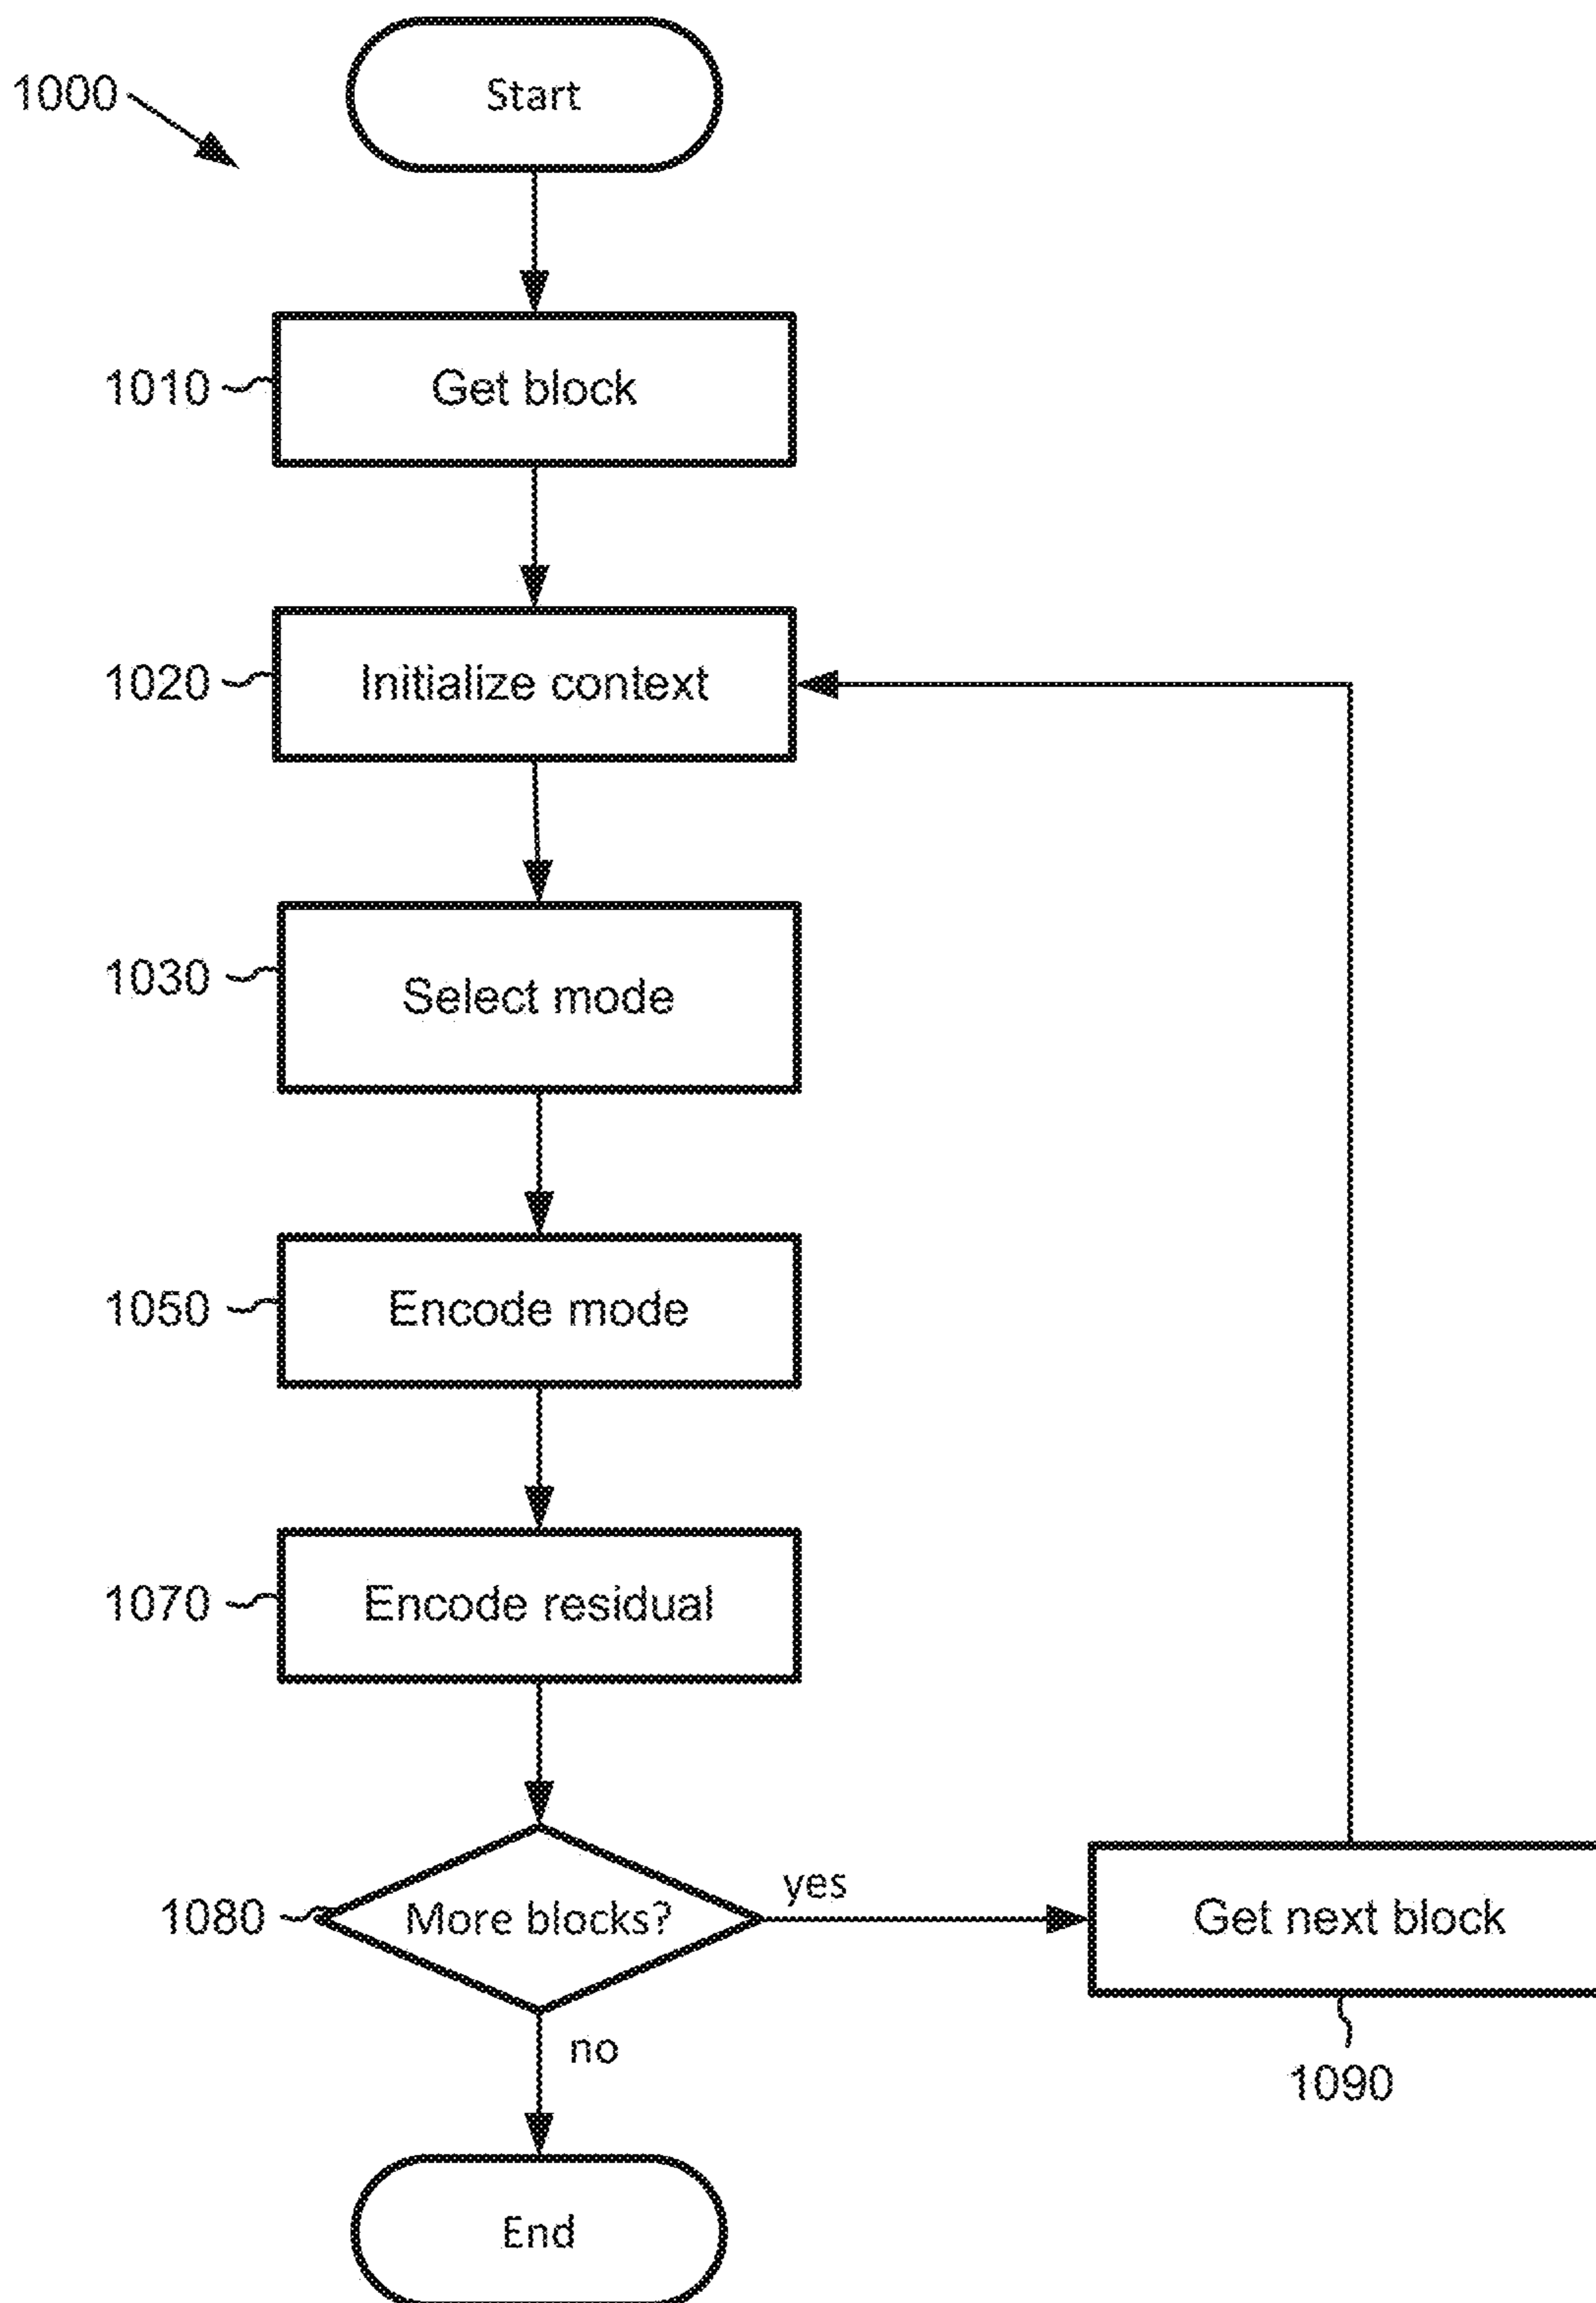 1000
Start
1010
Get block
1020
Initialize context
1030
Select mode
1050
Encode mode
1070
Encode residual
1080
More blocks?
yes
Get next block
no
1090
End